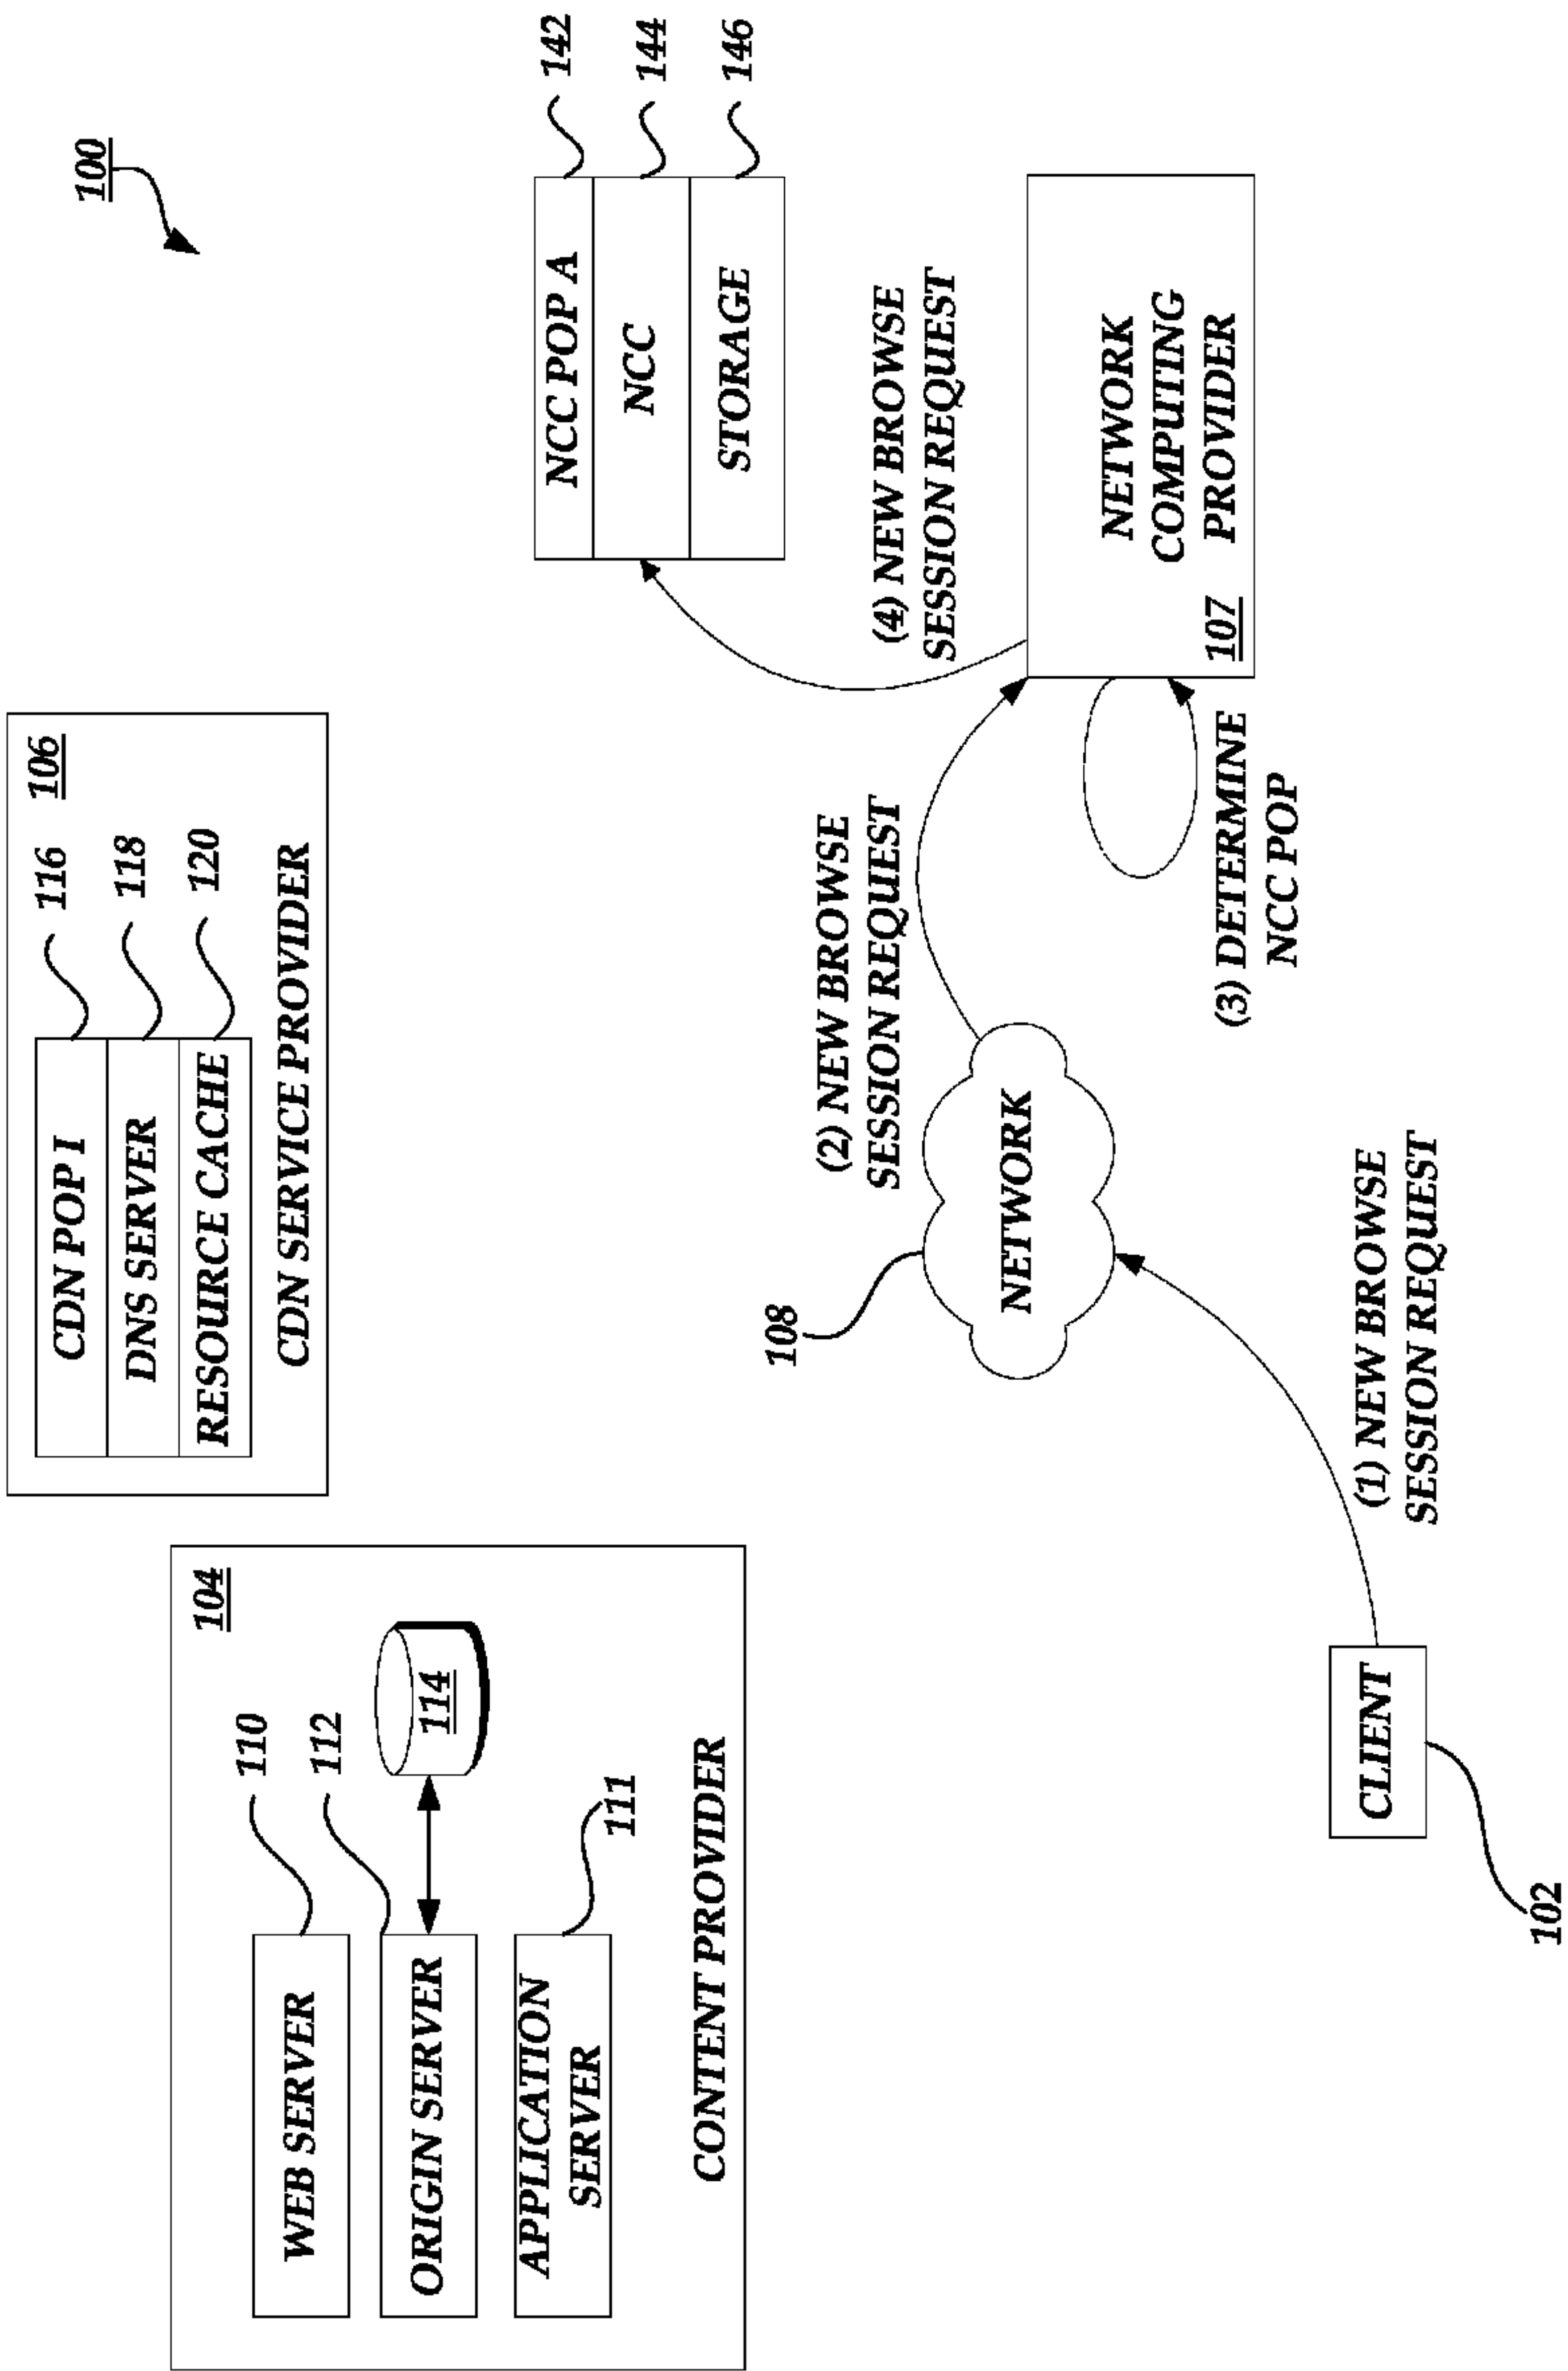 100
104
110
WEB SERVER
112
ORIGIN SERVER
114
APPLICATION
SERVER
111
CONTENT PROVIDER
106
116
CDN POP I
118
DNS SERVER
120
RESOURCE CACHE
CDN SERVICE PROVIDER
NCC POP A
142
NCC
144
STORAGE
146
108
NETWORK
(2) NEW BROWSE
SESSION REQUEST
(4) NEW BROWSE
SESSION REQUEST
NETWORK
COMPUTING
PROVIDER
107
(3) DETERMINE
NCC POP
CLIENT
102
(1) NEW BROWSE
SESSION REQUEST